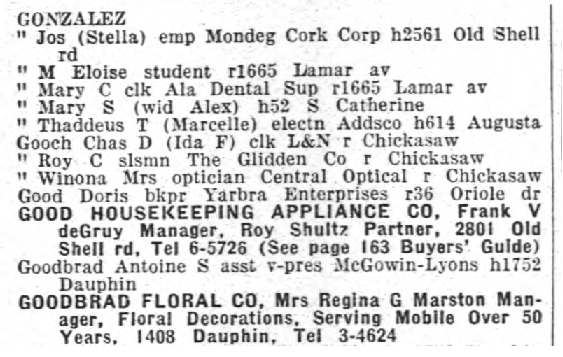 GONZALEZ
" Jos (Stella) emp Mondeg Cork Corp h2561 Old Shell
rd
" M Eloise student r1665 Lamar av
" Mary C clk Ala Dental Sup r1665 Lamar av
" Mary S (wid Alex) h52 S Catherine
" Thaddeus T (Marcelle) electn Addsco h614 Augusta
Gooch Chas D (Ida F) clk L&N r Chickasaw
" Roy C slsmn The Glidden Co r Chickasaw
" Winona Mrs optician Central Optical r Chickasaw
Good Doris bkpr Yarbra Enterprises r36 Oriole dr
GOOD HOUSEKEEPING APPLIANCE CO, Frank V
deGruy Manager, Roy Shultz Partner, 2801 Old
Shell rd, Tel 6-5726 (See page 163 Buyers' Guide)
Goodbrad Antoine S asst v-pres McGowin-Lyons h1752
Dauphin
GOODBRAD FLORAL CO, Mrs Regina G Marston Man-
ager, Floral Decorations, Serving Mobile Over 50
Years, 1408 Dauphin, Tel 3-4624